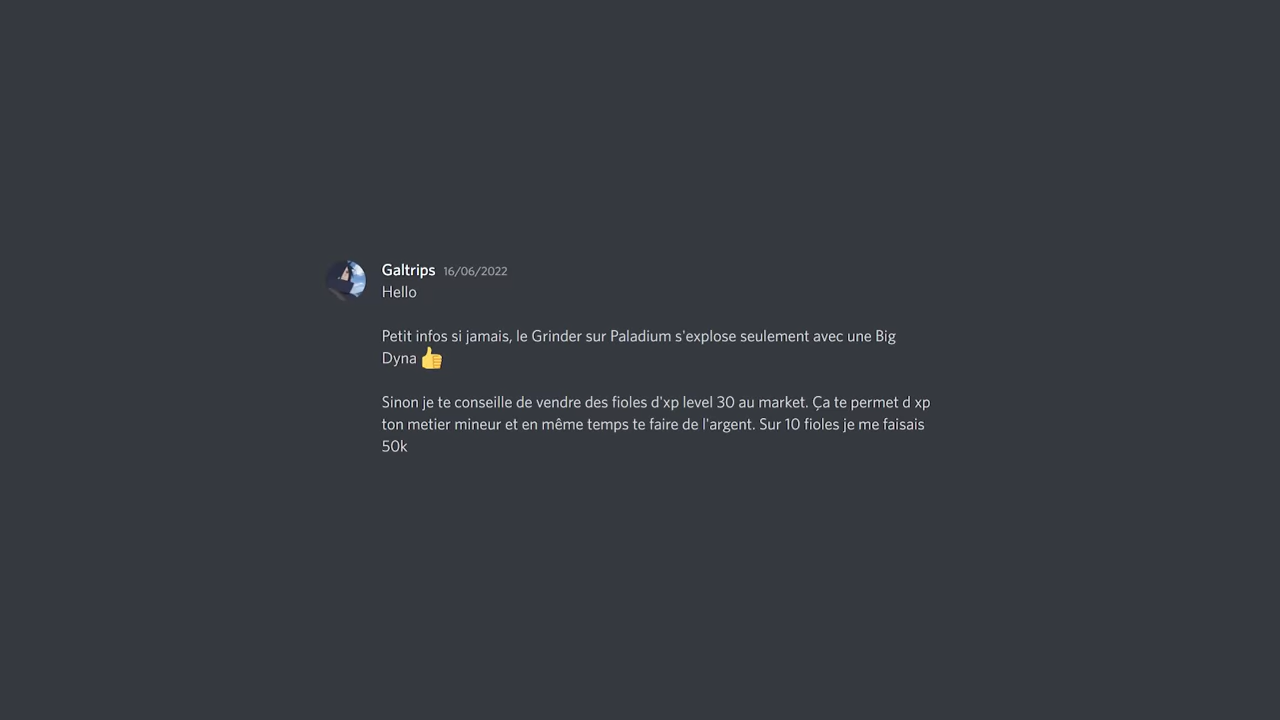 Galtrips 16/06/2022
Hello
Petit infos si jamais, le Grinder sur Paladium s'explose seulement avec une Big
Dyna 👍
Sinon je te conseille de vendre des fioles d'xp level 30 au market. Ça te permet d xp
ton metier mineur et en même temps te faire de l'argent. Sur 10 fioles je me faisais
50k